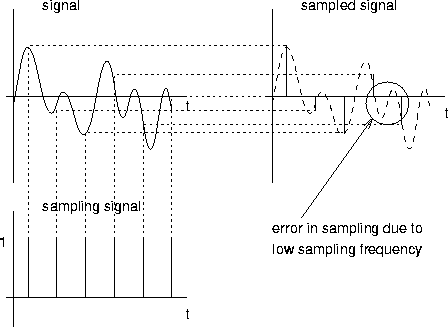 signal
sampled signal
t
t
sampling signal
1
error in sampling due to
low sampling frequency
t